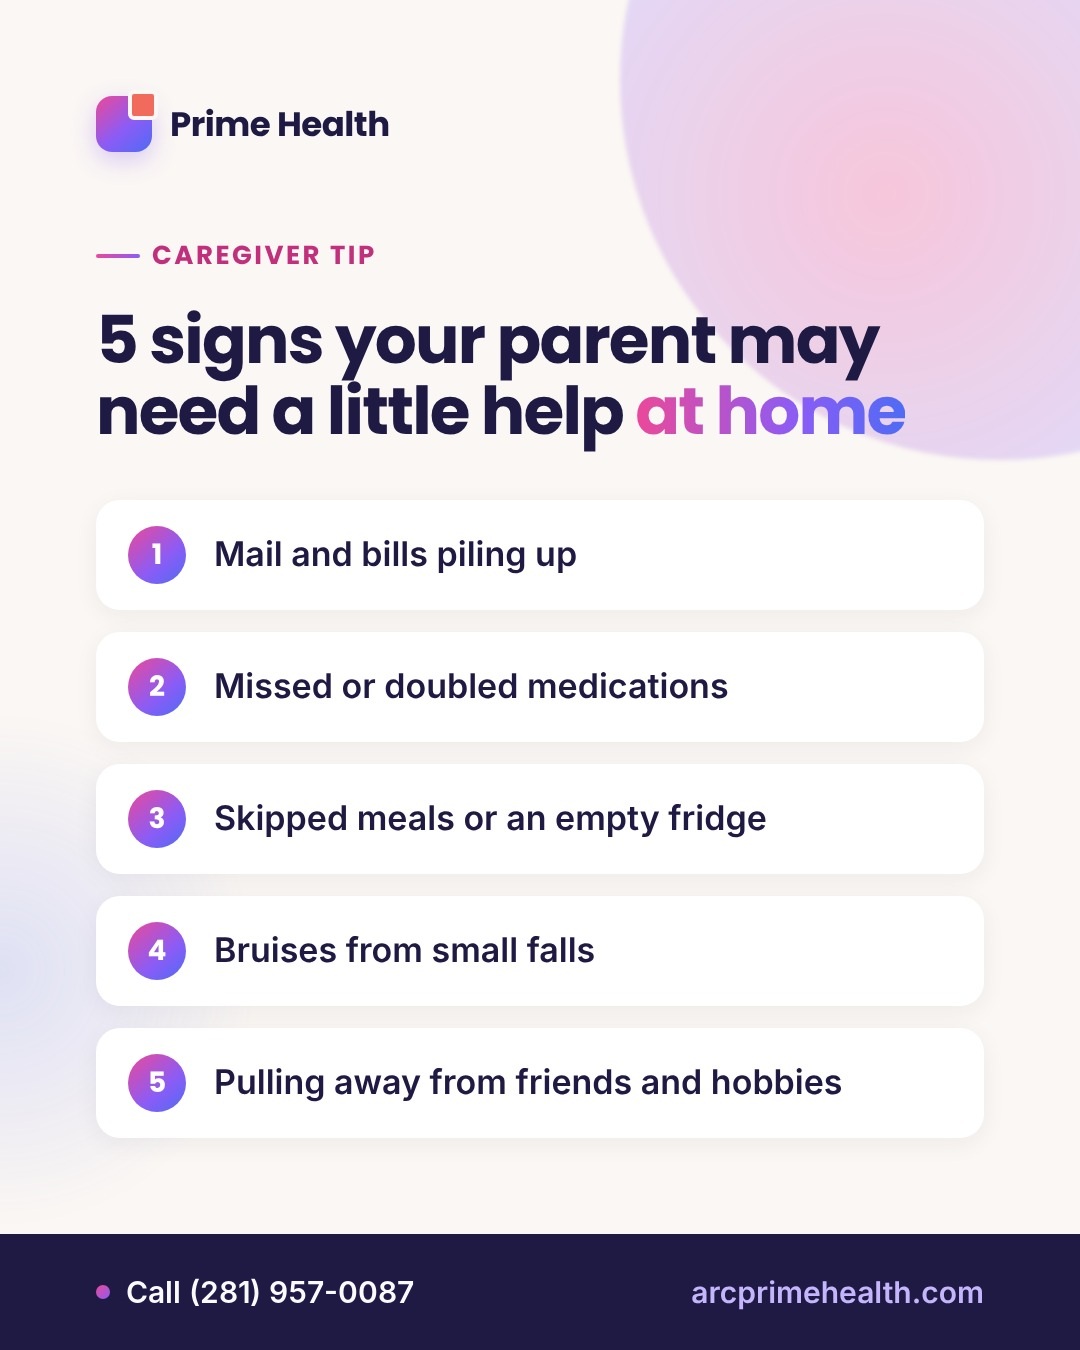 Prime Health
CAREGIVER TIP
5 signs your parent may
need a little help at home
1 Mail and bills piling up
2 Missed or doubled medications
3 Skipped meals or an empty fridge
4 Bruises from small falls
5 Pulling away from friends and hobbies
Call (281) 957-0087 arcprimehealth.com